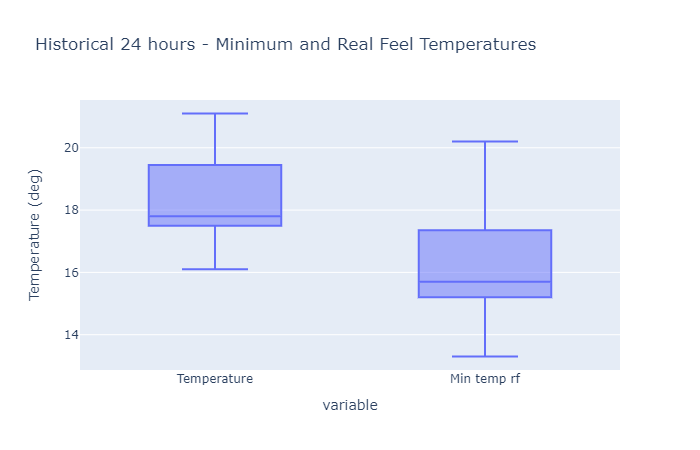 Historical 24 hours - Minimum and Real Feel Temperatures
Temperature (deg)
20
18
16
14
Temperature
Min temp rf
variable